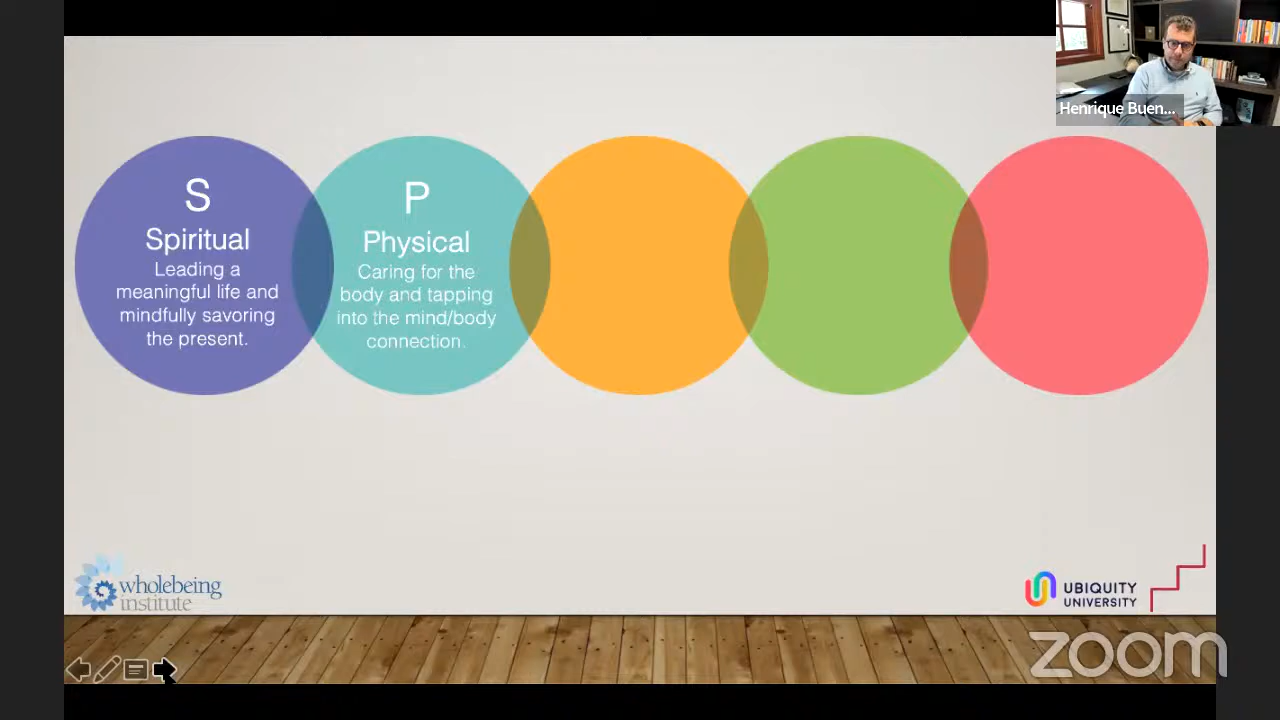 Henrique Buen...
S
Spiritual
Leading a
meaningful life and
mindfully savoring
the present.
P
Physical
Caring for the
body and tapping
into the mind/body
connection.
wholebeing
institute
UBIQUITY
UNIVERSITY
zoom